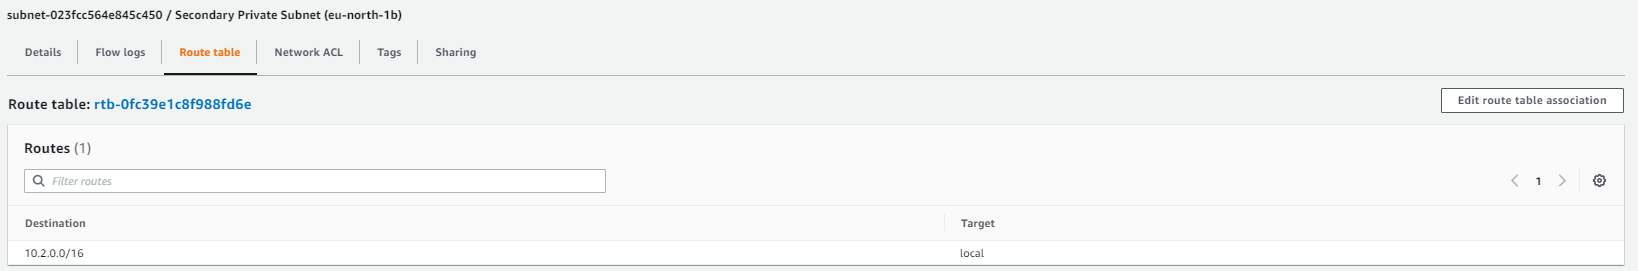 subnet-023fcc564e845c450 / Secondary Private Subnet (eu-north-1b)
Details Flow logs Route table Network ACL Tags Sharing
Route table: rtb-0fc39e1c8f988fd6e
Edit route table association
Routes (1)
Filter routes
1
Destination Target
10.2.0.0/16 local